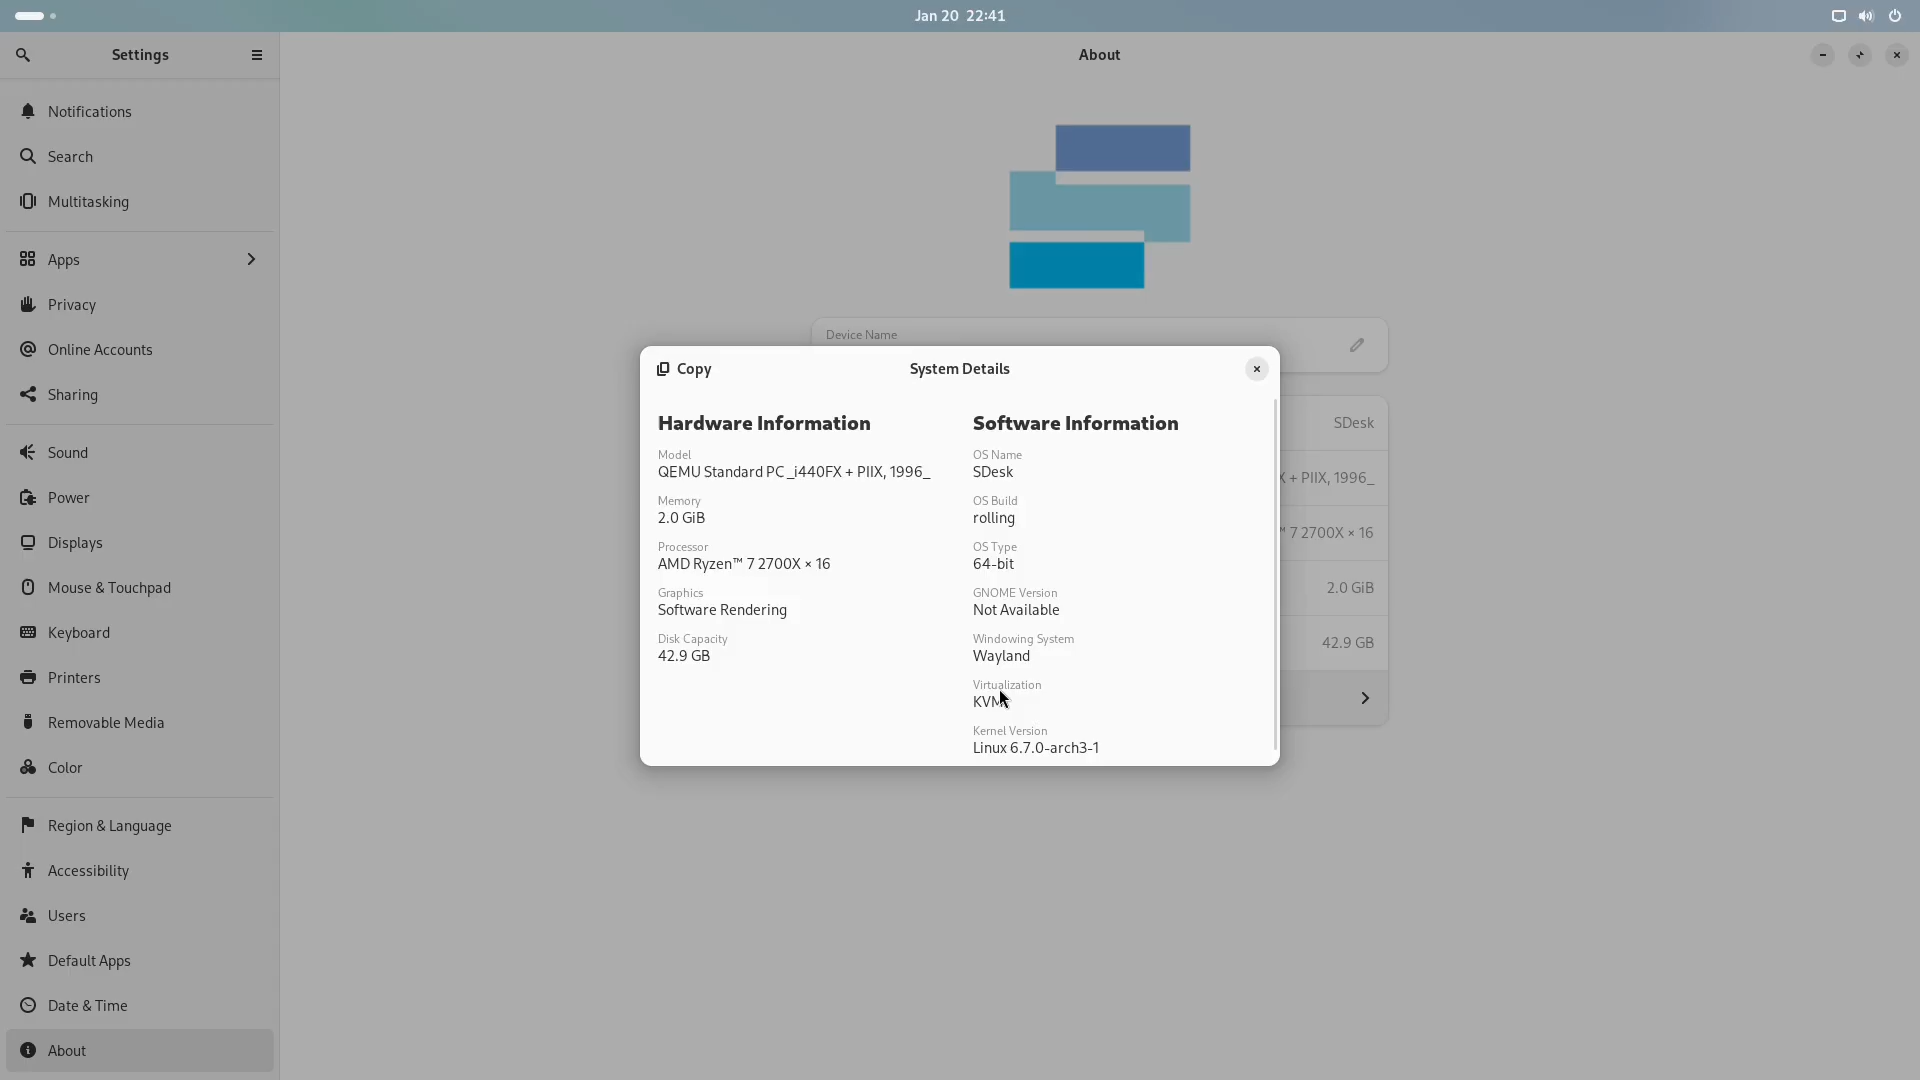 Jan 20 22:41
Settings
About
Notifications
Search
Multitasking
Apps
Privacy
Online Accounts
Sharing
Sound
Power
Displays
Mouse & Touchpad
Keyboard
Printers
Removable Media
Color
Region & Language
Accessibility
Users
Default Apps
Date & Time
About
Device Name
SDesk
X + PIIX, 1996_
™ 7 2700X × 16
2.0 GiB
42.9 GB
Copy
System Details
Hardware Information
Model
QEMU Standard PC _i440FX + PIIX, 1996_
Memory
2.0 GiB
Processor
AMD Ryzen™ 7 2700X × 16
Graphics
Software Rendering
Disk Capacity
42.9 GB
Software Information
OS Name
SDesk
OS Build
rolling
OS Type
64-bit
GNOME Version
Not Available
Windowing System
Wayland
Virtualization
KVM
Kernel Version
Linux 6.7.0-arch3-1